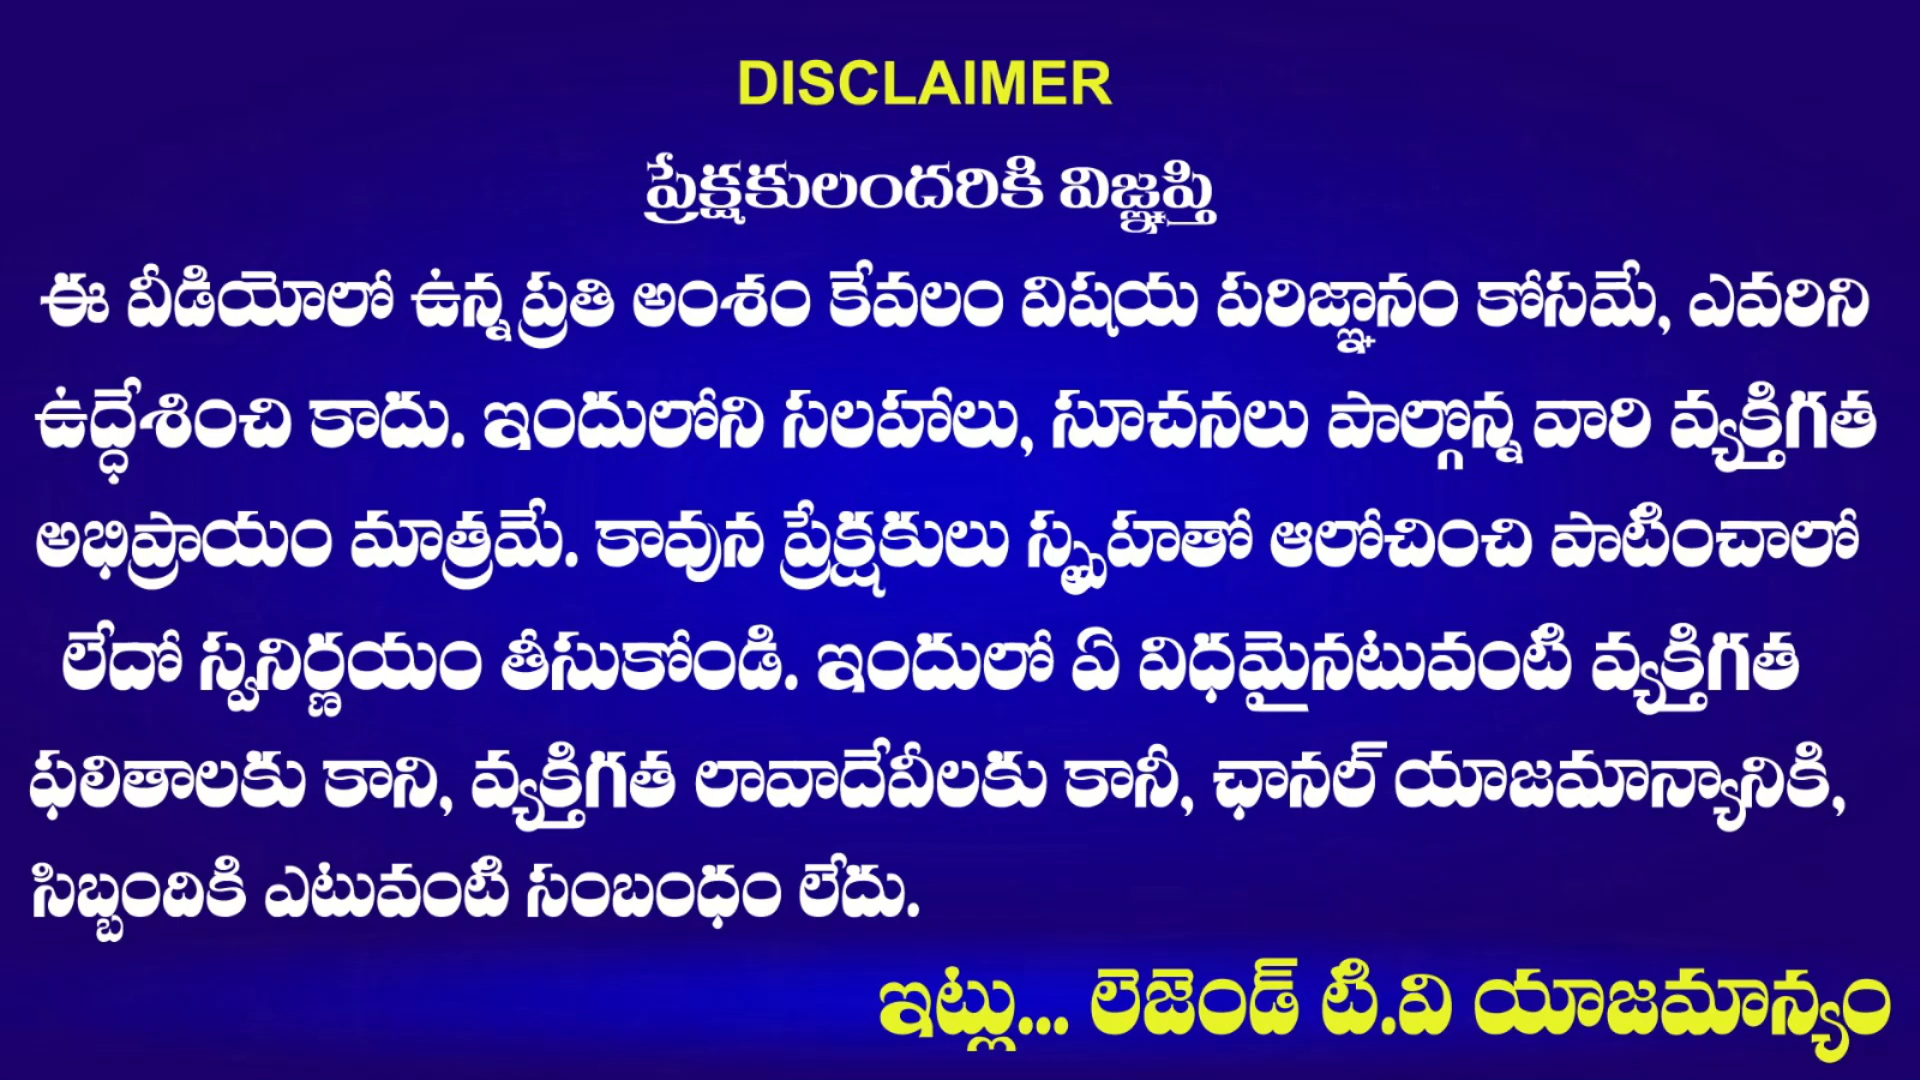 DISCLAIMER
ప్రేక్షకులందరికి విజ్ఞప్తి
ఈ వీడియోలో ఉన్న ప్రతి అంశం కేవలం విషయ పరిజ్ఞానం కోసమే, ఎవరిని
ఉద్ధేశించి కాదు. ఇందులోని సలహాలు, సూచనలు పాల్గొన్న వారి వ్యక్తిగత
అభిప్రాయం మాత్రమే. కావున ప్రేక్షకులు స్పృహతో ఆలోచించి పాటించాలో
లేదో స్వనిర్ణయం తీసుకోండి. ఇందులో ఏ విధమైనటువంటి వ్యక్తిగత
ఫలితాలకు కాని, వ్యక్తిగత లావాదేవీలకు కానీ, ఛానల్ యాజమాన్యానికి,
సిబ్బందికి ఎటువంటి సంబంధం లేదు.
ఇట్లు... లెజెండ్ టి.వి యాజమాన్యం